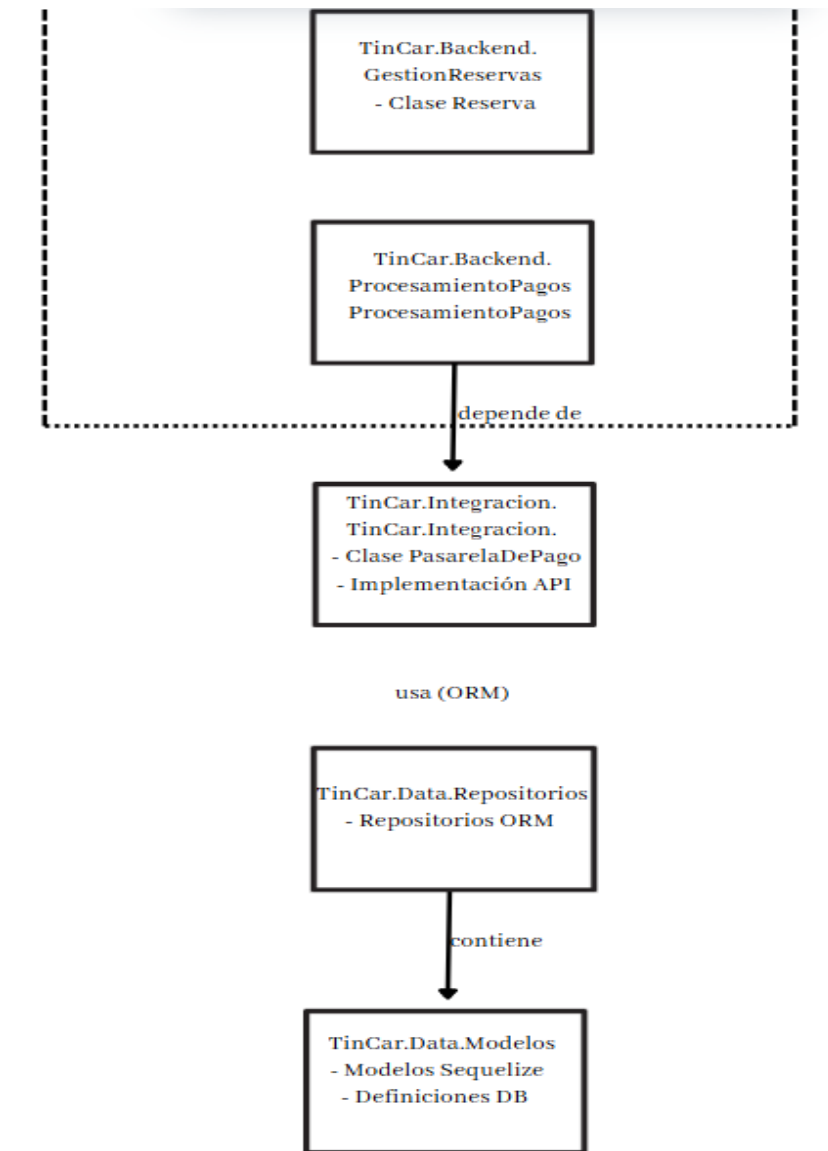 TinCar.Backend.
GestionReservas
- Clase Reserva
TinCar.Backend.
ProcesamientoPagos
ProcesamientoPagos
depende de
TinCar.Integracion.
TinCar.Integracion.
- Clase PasarelaDePago
- Implementación API
usa (ORM)
TinCar.Data.Repositorios
- Repositorios ORM
contiene
TinCar.Data.Modelos
- Modelos Sequelize
- Definiciones DB